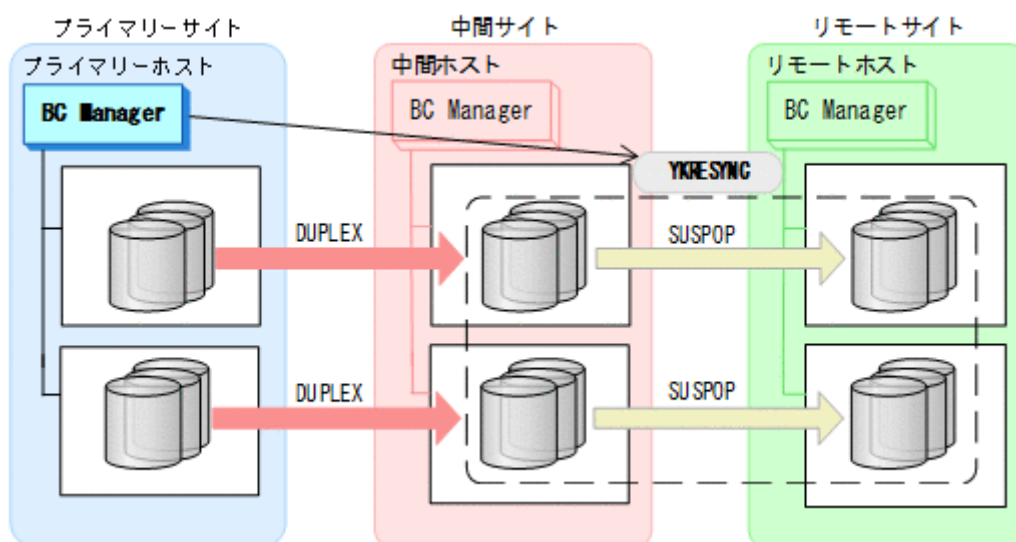 プライマリーサイト
中間サイト
リモートサイト
プライマリーホスト
中間ホスト
リモートホスト
BC Manager
BC Manager
BC Manager
YKRESYNC
DUPLEX
SUSPOP
DUPLEX
SUSPOP